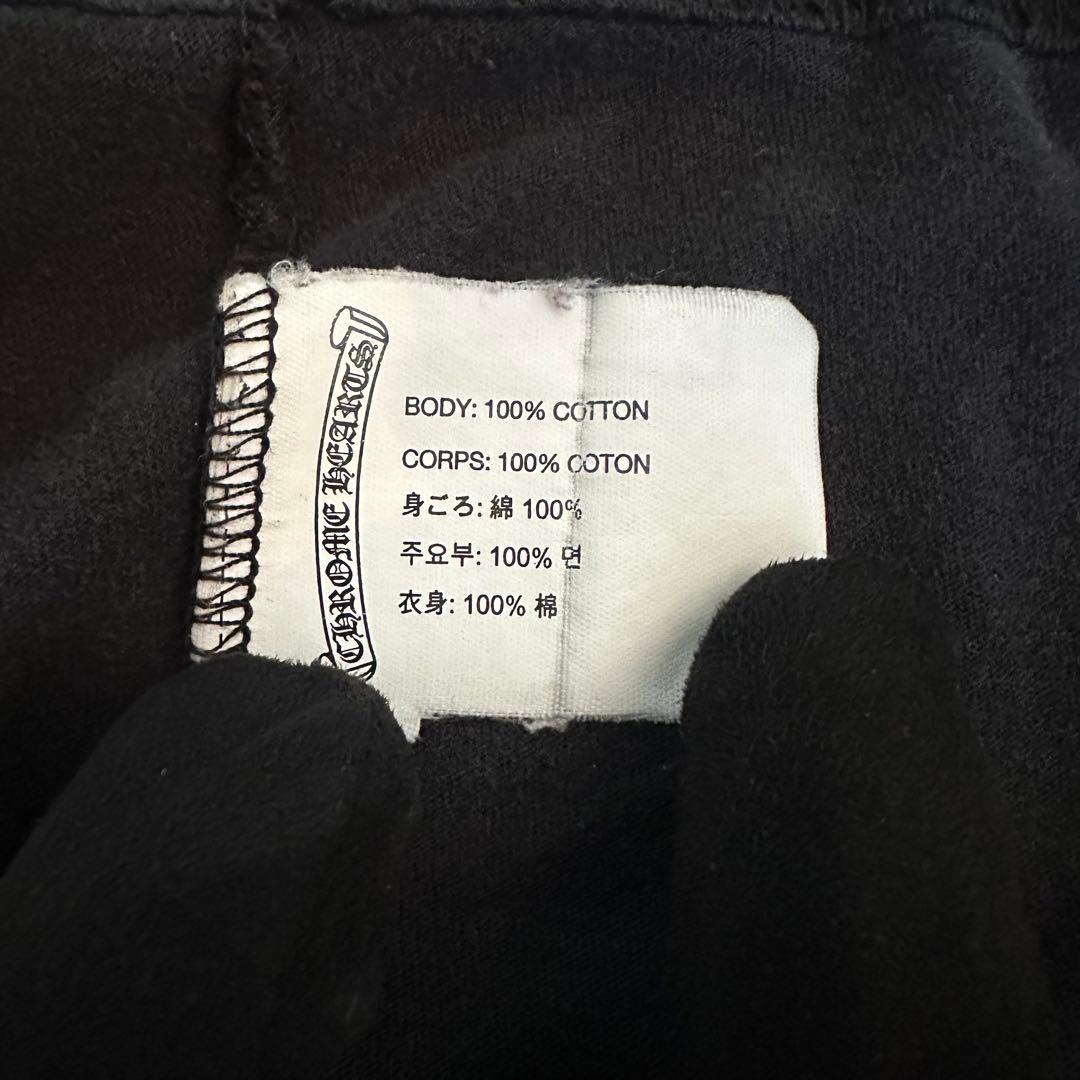 CHROME HEARTS
BODY: 100% COTTON
CORPS: 100% COTON
身ごろ: 綿 100%
주요부: 100% 면
衣身: 100% 棉